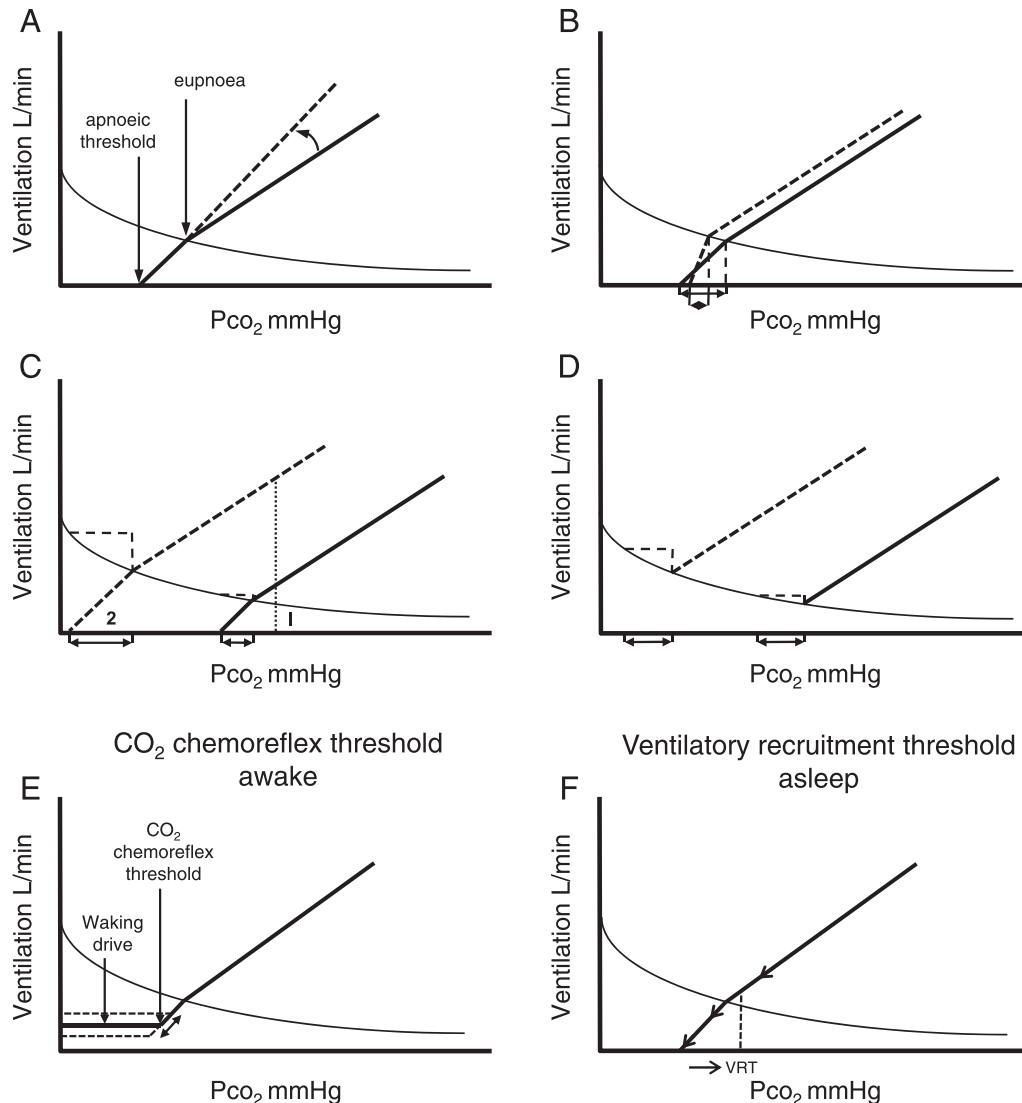 A
Ventilation L/min
eupnoea
apnoeic
threshold
Pco₂ mmHg
B
Ventilation L/min
Pco₂ mmHg
C
Ventilation L/min
2
I
Pco₂ mmHg
D
Ventilation L/min
Pco₂ mmHg
CO₂ chemoreflex threshold
awake
E
Ventilation L/min
CO₂
chemoreflex
threshold
Waking
drive
Pco₂ mmHg
Ventilatory recruitment threshold
asleep
F
Ventilation L/min
VRT
Pco₂ mmHg